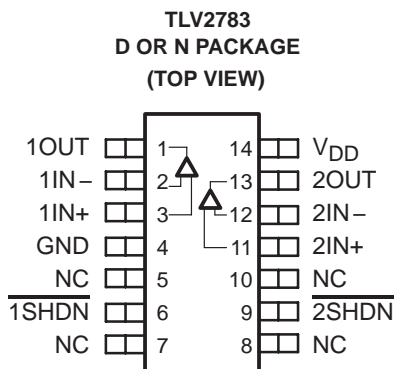 TLV2783
D OR N PACKAGE
(TOP VIEW)
1OUT 1 14 VDD
1IN− 2 13 2OUT
1IN+ 3 12 2IN−
GND 4 11 2IN+
NC 5 10 NC
1SHDN 6 9 2SHDN
NC 7 8 NC